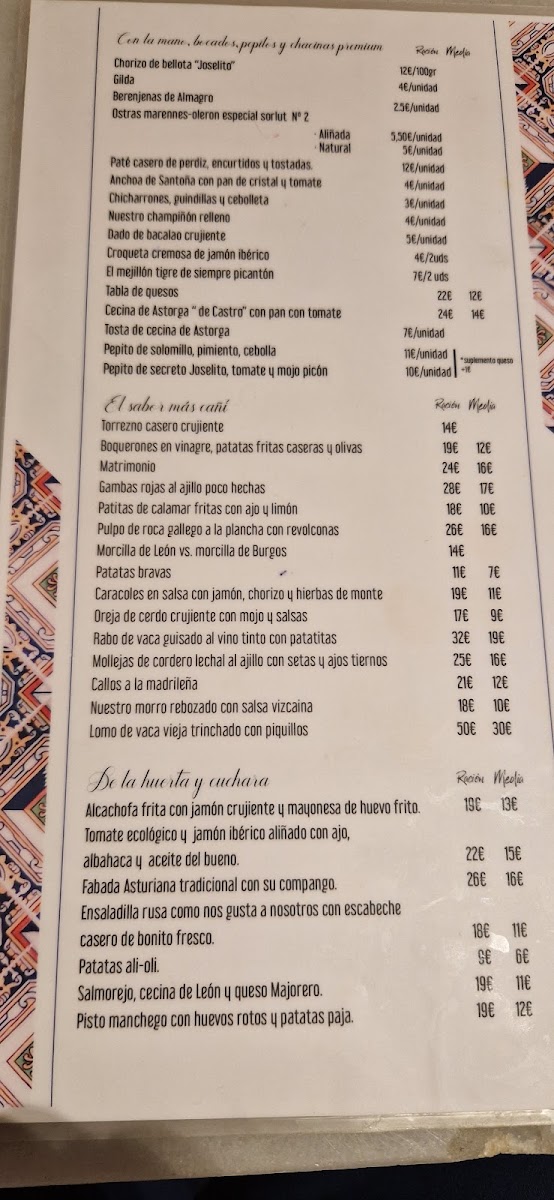 Con la mano, bocados, pepitos y chacinas premium Ración Media
Chorizo de bellota "Joselito" 12€/100gr
Gilda 4€/unidad
Berenjenas de Almagro 2.5€/unidad
Ostras marennes-oleron especial sorlut Nº 2
· Aliñada 5,50€/unidad
· Natural 5€/unidad
Paté casero de perdiz, encurtidos y tostadas. 12€/unidad
Anchoa de Santoña con pan de cristal y tomate 4€/unidad
Chicharrones, guindillas y cebolleta 3€/unidad
Nuestro champiñón relleno 4€/unidad
Dado de bacalao crujiente 5€/unidad
Croqueta cremosa de jamón ibérico 4€/2uds
El mejillón tigre de siempre picantón 7€/2 uds
Tabla de quesos 22€ 12€
Cecina de Astorga " de Castro" con pan con tomate 24€ 14€
Tosta de cecina de Astorga 7€/unidad
Pepito de solomillo, pimiento, cebolla 11€/unidad *suplemento queso
Pepito de secreto Joselito, tomate y mojo picón 10€/unidad +1€
El sabor más cañí Ración Media
Torrezno casero crujiente 14€
Boquerones en vinagre, patatas fritas caseras y olivas 19€ 12€
Matrimonio 24€ 16€
Gambas rojas al ajillo poco hechas 28€ 17€
Patitas de calamar fritas con ajo y limón 18€ 10€
Pulpo de roca gallego a la plancha con revolconas 26€ 16€
Morcilla de León vs. morcilla de Burgos 14€
Patatas bravas 11€ 7€
Caracoles en salsa con jamón, chorizo y hierbas de monte 19€ 11€
Oreja de cerdo crujiente con mojo y salsas 17€ 9€
Rabo de vaca guisado al vino tinto con patatitas 32€ 19€
Mollejas de cordero lechal al ajillo con setas y ajos tiernos 25€ 16€
Callos a la madrileña 21€ 12€
Nuestro morro rebozado con salsa vizcaina 18€ 10€
Lomo de vaca vieja trinchado con piquillos 50€ 30€
De la huerta y cuchara Ración Media
Alcachofa frita con jamón crujiente y mayonesa de huevo frito. 19€ 13€
Tomate ecológico y jamón ibérico aliñado con ajo,
albahaca y aceite del bueno. 22€ 15€
Fabada Asturiana tradicional con su compango. 26€ 16€
Ensaladilla rusa como nos gusta a nosotros con escabeche
casero de bonito fresco. 18€ 11€
Patatas ali-oli. 9€ 6€
Salmorejo, cecina de León y queso Majorero. 19€ 11€
Pisto manchego con huevos rotos y patatas paja. 19€ 12€